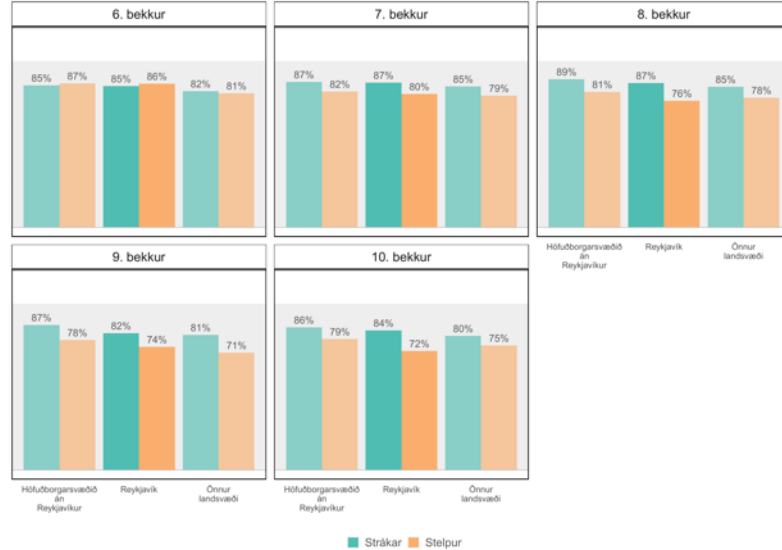 6. bekkur
85% 87% 85% 86% 82% 81%
7. bekkur
87% 82% 87% 80% 85% 79%
8. bekkur
89% 81% 87% 76% 85% 78%
Höfuðborgarsvæðið
án
Reykjavíkur
Reykjavík
Önnur
landsvæði
9. bekkur
87% 78% 82% 74% 81% 71%
Höfuðborgarsvæðið
án
Reykjavíkur
Reykjavík
Önnur
landsvæði
10. bekkur
86% 79% 84% 72% 80% 75%
Höfuðborgarsvæðið
án
Reykjavíkur
Reykjavík
Önnur
landsvæði
Strákar Stelpur